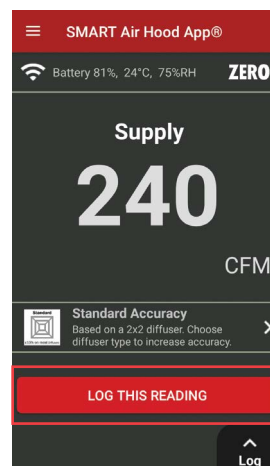 SMART Air Hood App®
Battery 81%, 24°C, 75%RH ZERO
Supply
240
CFM
Standard
Standard Accuracy
Based on a 2x2 diffuser. Choose
diffuser type to increase accuracy.
LOG THIS READING
Log